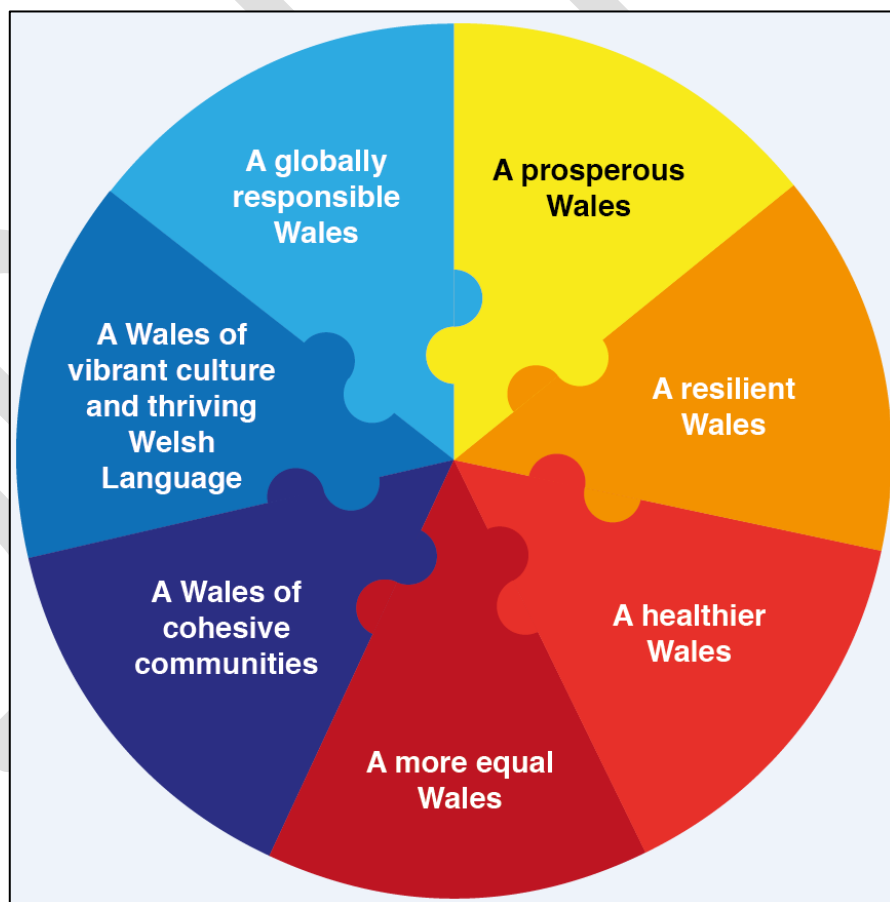 A prosperous
Wales
A resilient
Wales
A healthier
Wales
A more equal
Wales
A Wales of
cohesive
communities
A Wales of
vibrant culture
and thriving
Welsh
Language
A globally
responsible
Wales